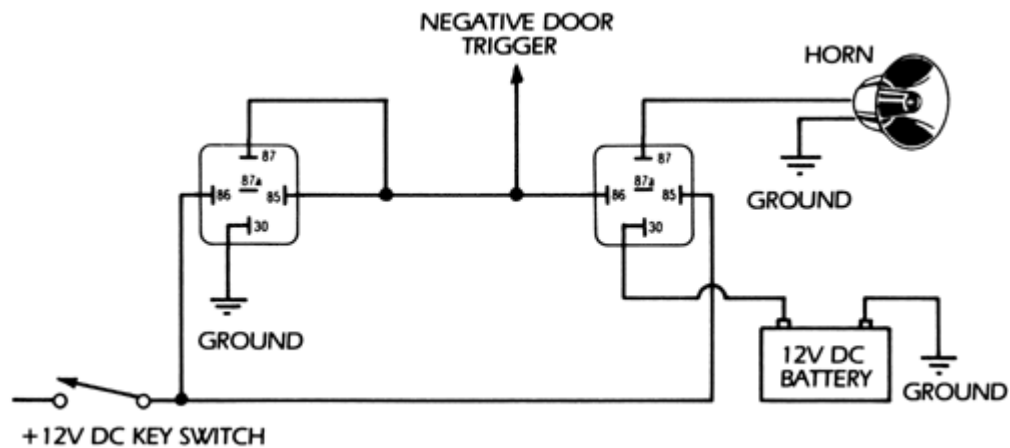 NEGATIVE DOOR
TRIGGER
HORN
87
87a
86
85
30
GROUND
87
87a
86
85
30
GROUND
12V DC
BATTERY
GROUND
+12V DC KEY SWITCH